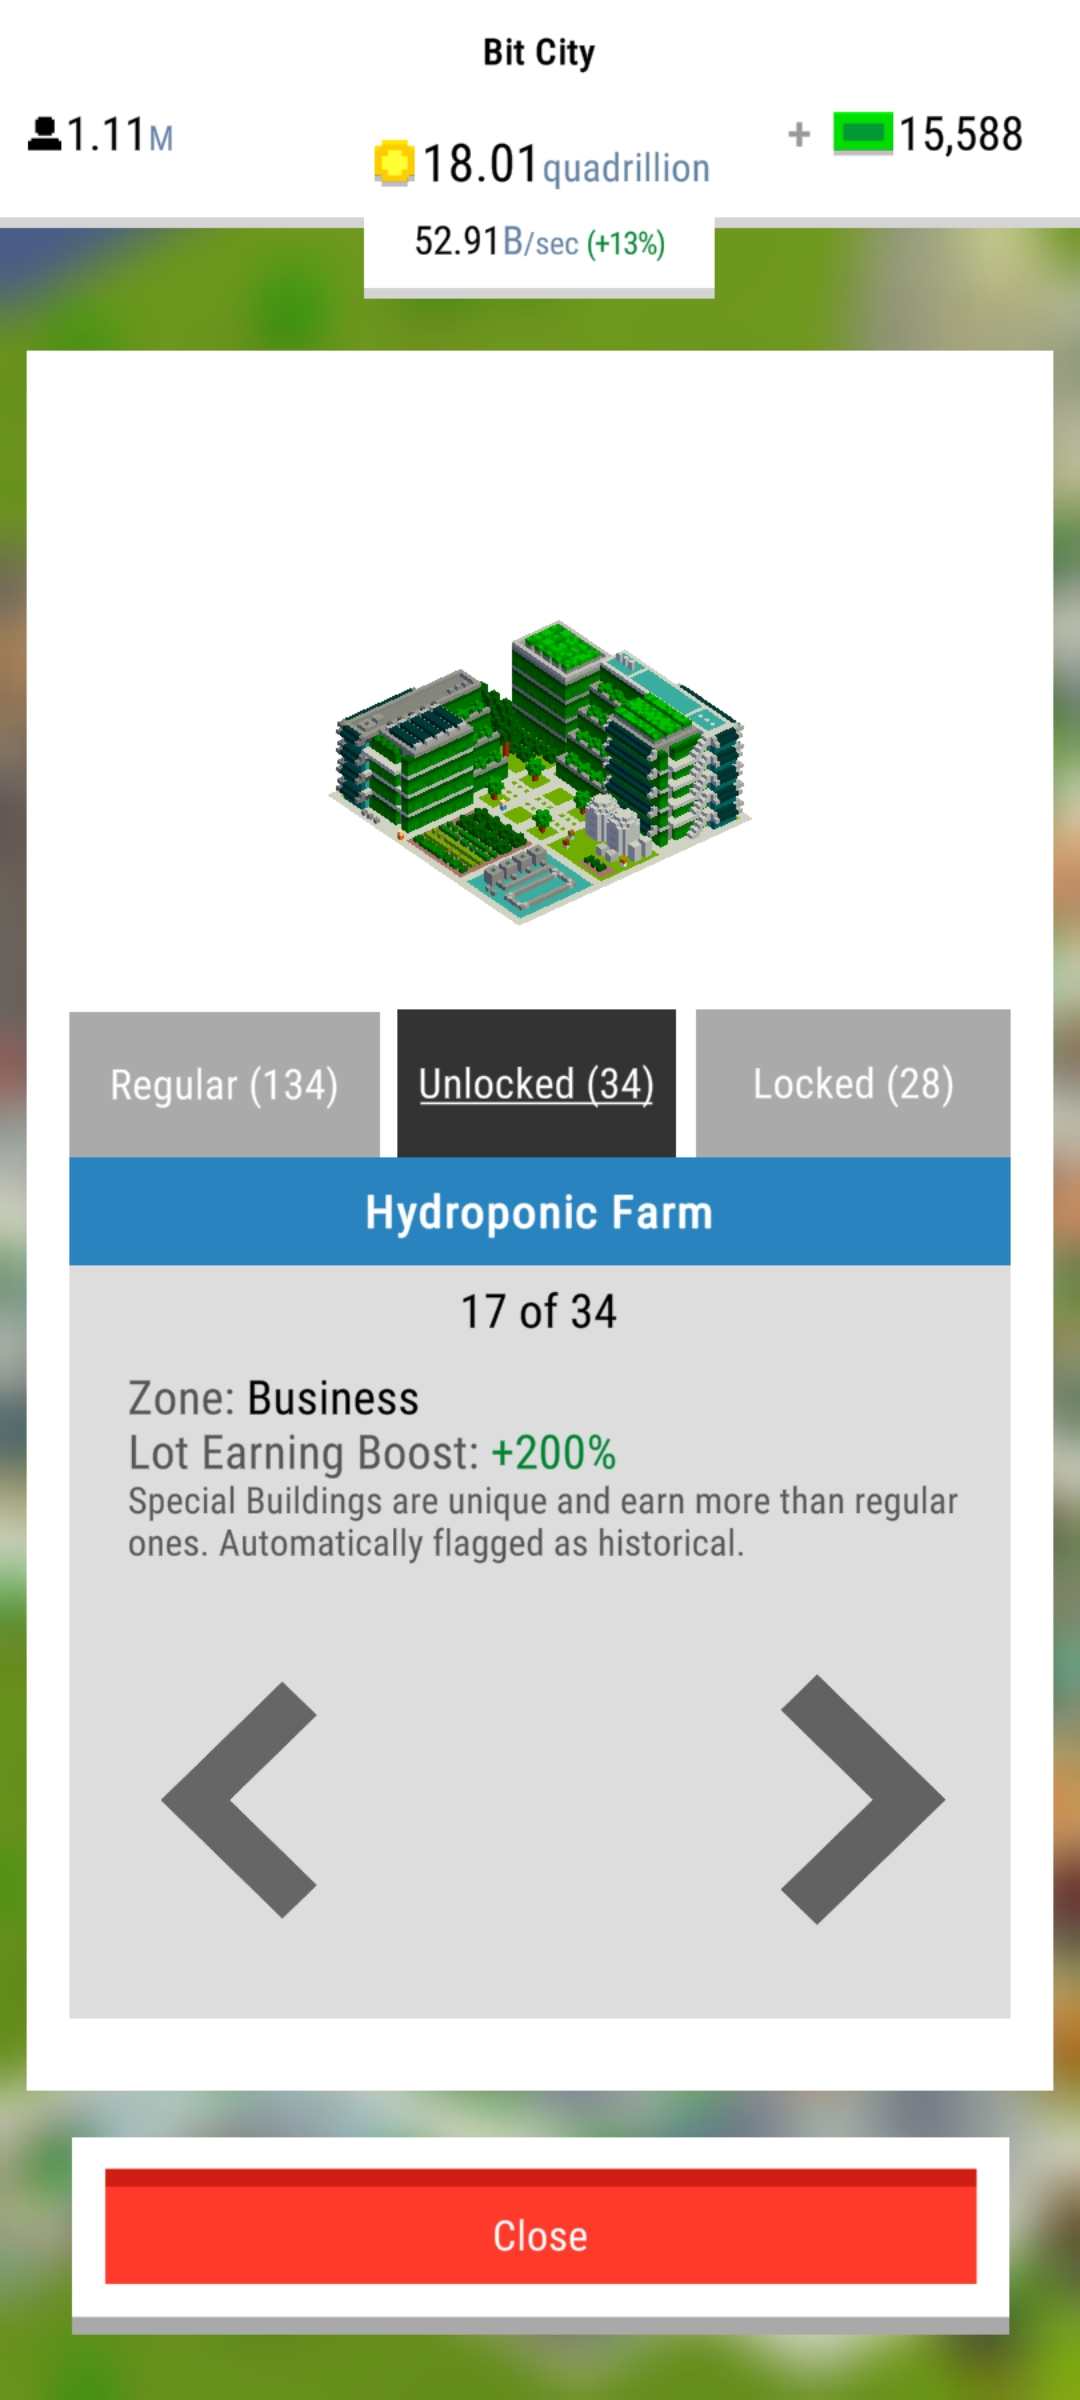 Bit City
1.11M
18.01quadrillion
+ 15,588
52.91B/sec (+13%)
Regular (134)
Unlocked (34)
Locked (28)
Hydroponic Farm
17 of 34
Zone: Business
Lot Earning Boost: +200%
Special Buildings are unique and earn more than regular
ones. Automatically flagged as historical.
Close